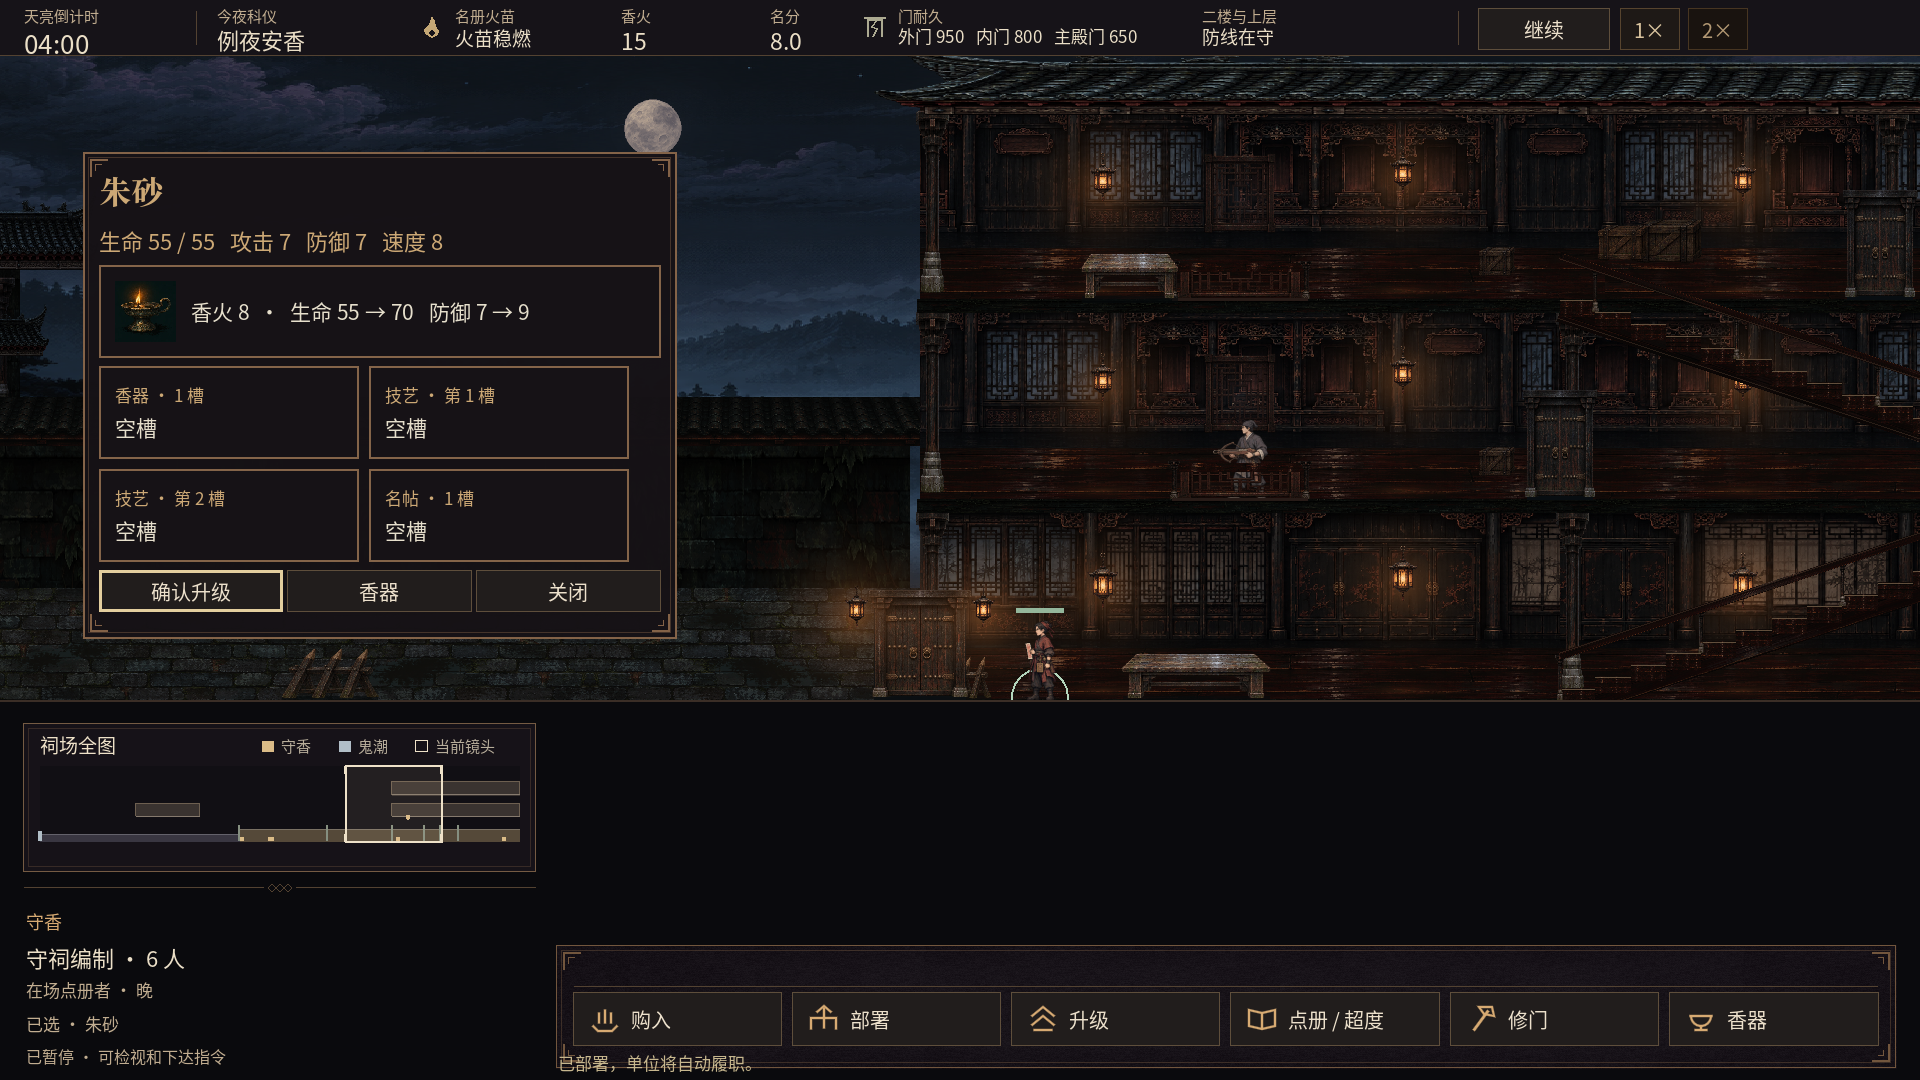 天亮倒计时
04:00
今夜科仪
例夜安香
名册火苗
火苗稳燃
香火
15
名分
8.0
门耐久
外门 950 内门 800 主殿门 650
二楼与上层
防线在守
继续
1×
2×
朱砂
生命 55 / 55 攻击 7 防御 7 速度 8
香火 8 · 生命 55 → 70 防御 7 → 9
香器 · 1 槽
空槽
技艺 · 第 1 槽
空槽
技艺 · 第 2 槽
空槽
名帖 · 1 槽
空槽
确认升级
香器
关闭
祠场全图
守香
鬼潮
当前镜头
守香
守祠编制 · 6 人
在场点册者 · 晚
已选 · 朱砂
已暂停 · 可检视和下达指令
购入
部署
升级
点册 / 超度
修门
香器
已部署，单位将自动履职。